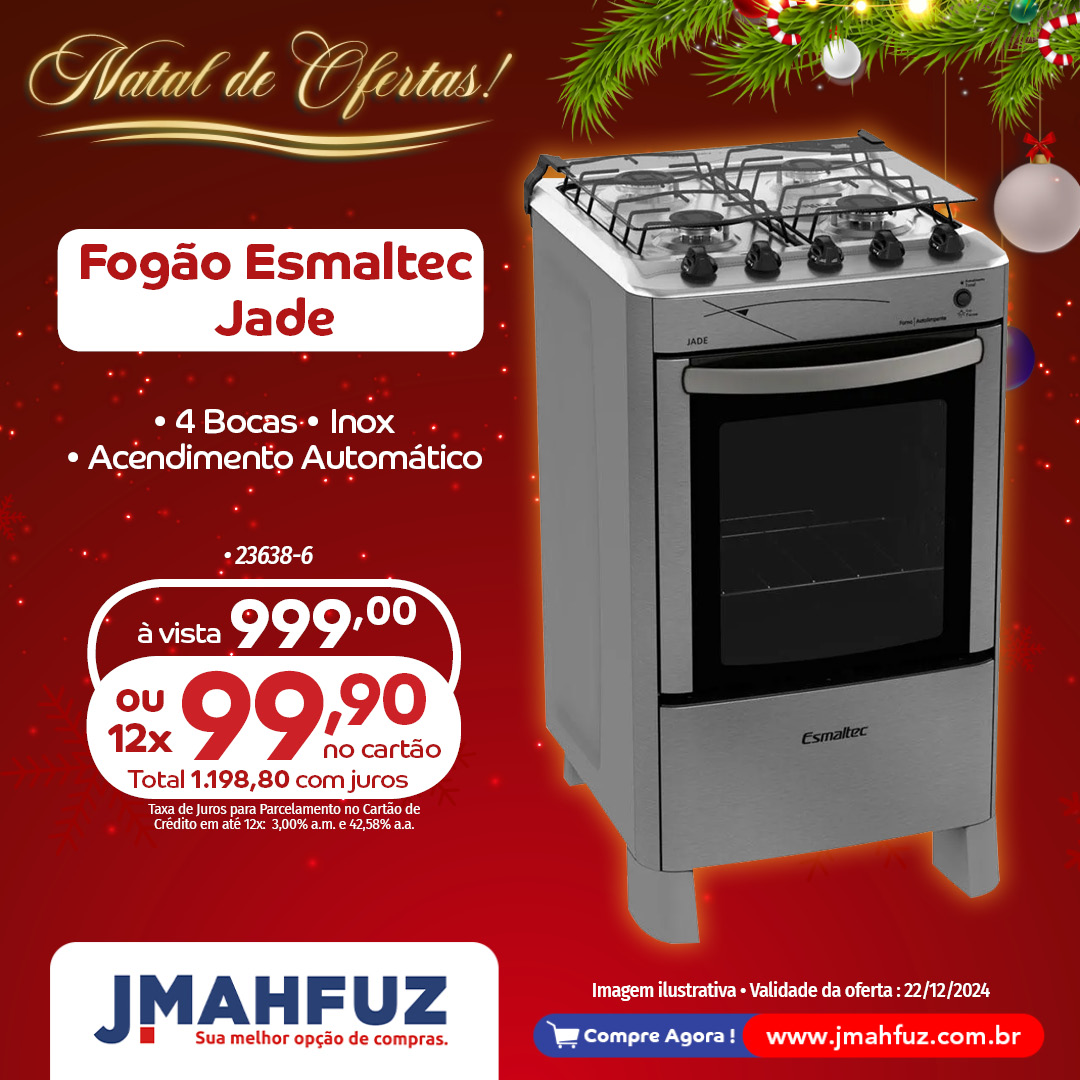 Natal de Ofertas!
Fogão Esmaltec
Jade
• 4 Bocas • Inox
• Acendimento Automático
• 23638-6
à vista 999,00
ou
12x 99,90
no cartão
Total 1.198,80 com juros
Taxa de Juros para Parcelamento no Cartão de
Crédito em até 12x: 3,00% a.m. e 42,58% a.a.
JADE
Forno | Autolimpante
Esmaltec
JMAHFUZ
Sua melhor opção de compras.
Imagem ilustrativa • Validade da oferta : 22/12/2024
Compre Agora !
www.jmahfuz.com.br